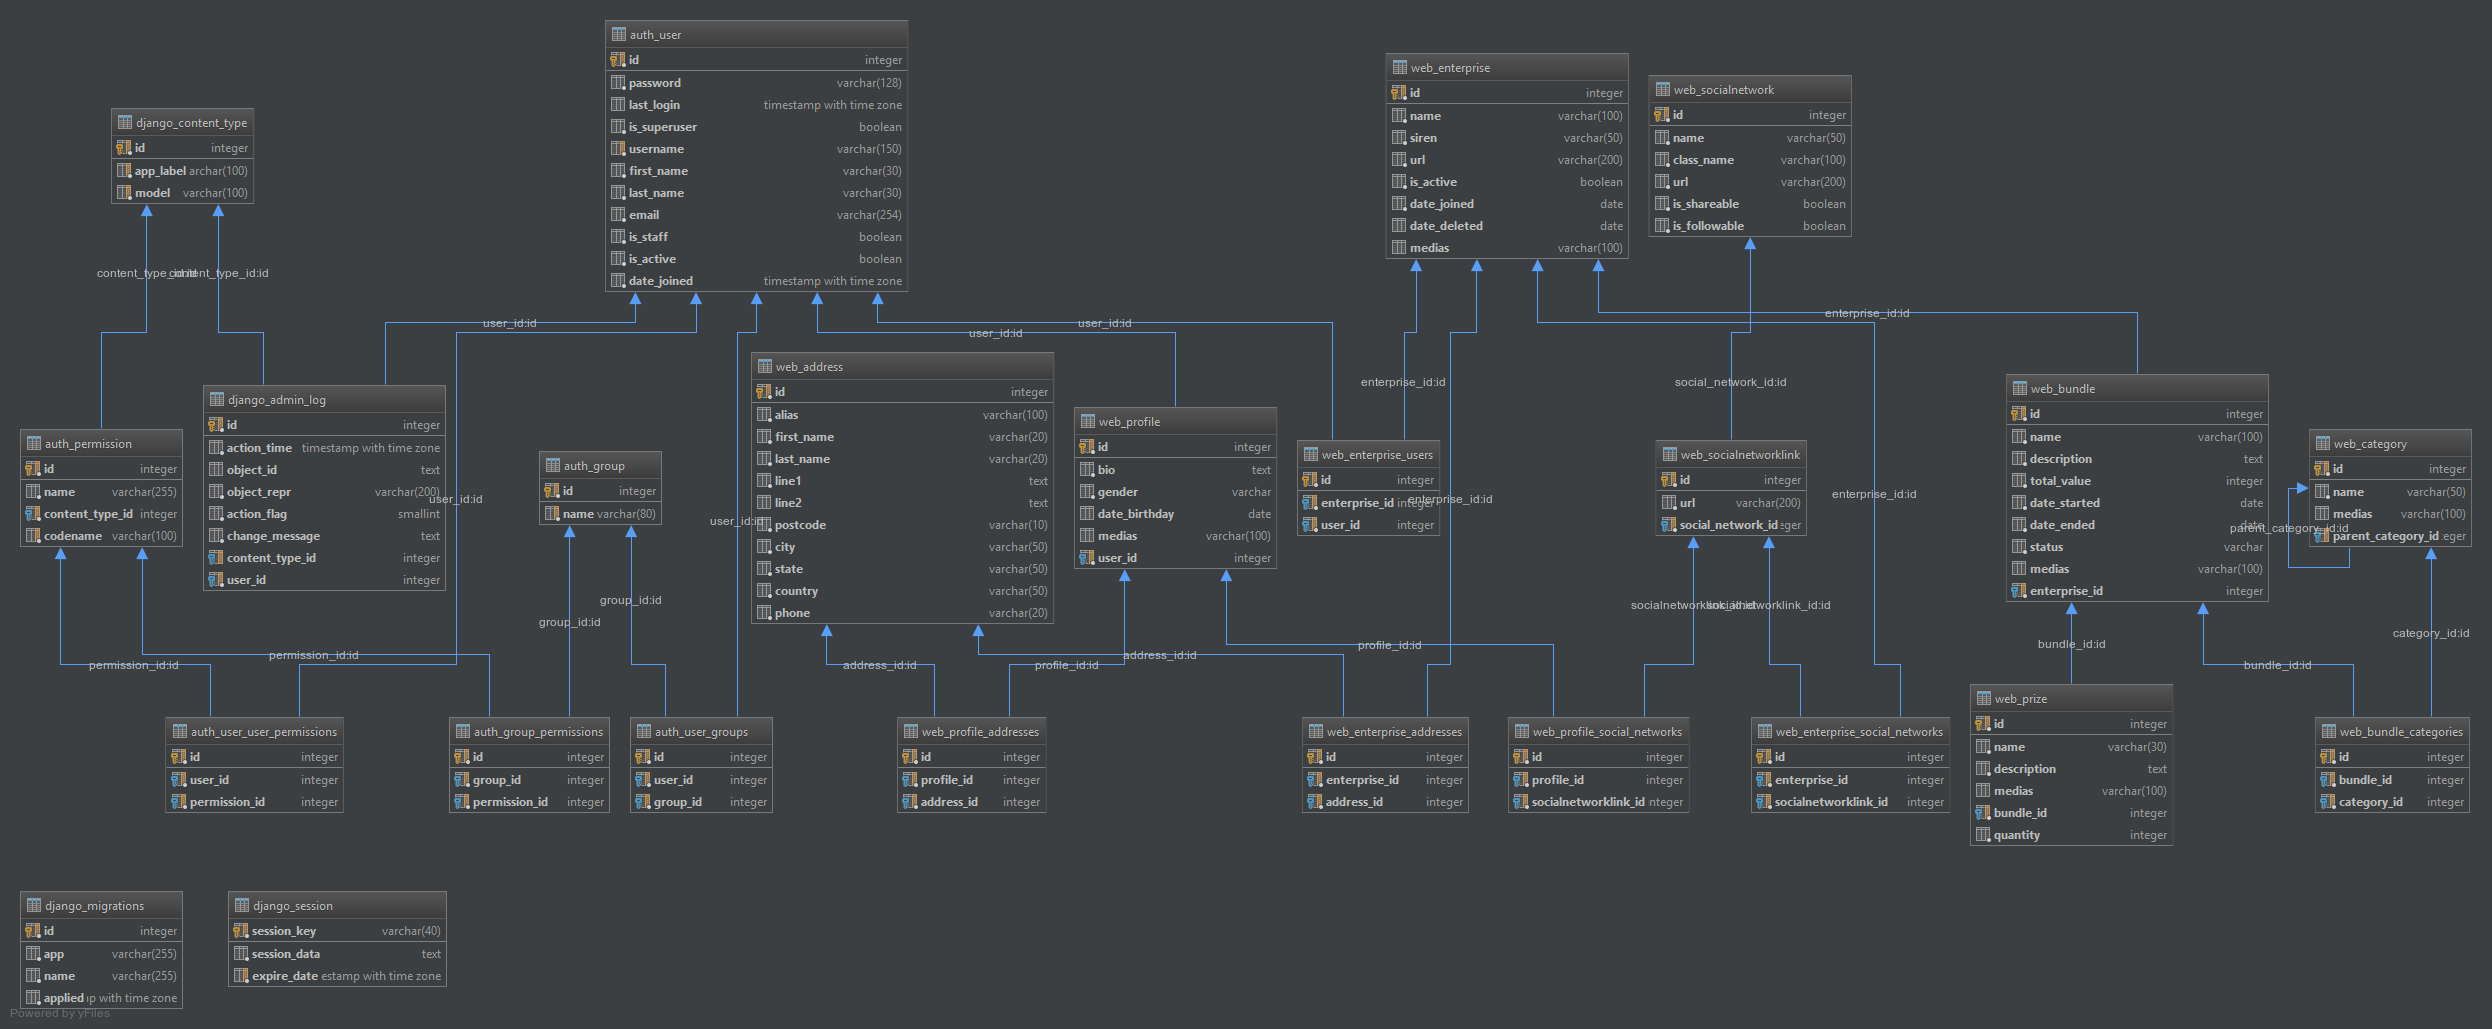 auth_user
id integer
password varchar(128)
last_login timestamp with time zone
is_superuser boolean
username varchar(150)
first_name varchar(30)
last_name varchar(30)
email varchar(254)
is_staff boolean
is_active boolean
date_joined timestamp with time zone
web_enterprise
id integer
name varchar(100)
siren varchar(50)
url varchar(200)
is_active boolean
date_joined date
date_deleted date
medias varchar(100)
web_socialnetwork
id integer
name varchar(50)
class_name varchar(100)
url varchar(200)
is_shareable boolean
is_followable boolean
django_content_type
id integer
app_label archar(100)
model varchar(100)
content_type_id:id
content_type_id:id
user_id:id
user_id:id
user_id:id
enterprise_id:id
enterprise_id:id
social_network_id:id
django_admin_log
id integer
action_time timestamp with time zone
object_id text
object_repr varchar(200)
action_flag smallint
change_message text
content_type_id integer
user_id integer
auth_permission
id integer
name varchar(255)
content_type_id integer
codename varchar(100)
user_id:id
auth_group
id integer
name varchar(80)
user_id:id
web_address
id integer
alias varchar(100)
first_name varchar(20)
last_name varchar(20)
line1 text
line2 text
postcode varchar(10)
city varchar(50)
state varchar(50)
country varchar(50)
phone varchar(20)
web_profile
id integer
bio text
gender varchar
date_birthday date
medias varchar(100)
user_id integer
web_enterprise_users
id integer
enterprise_id integer
user_id integer
enterprise_id:id
web_socialnetworklink
id integer
url varchar(200)
social_network_id eger
enterprise_id:id
web_bundle
id integer
name varchar(100)
description text
total_value integer
date_started date
date_ended date
status varchar
medias varchar(100)
enterprise_id integer
web_category
id integer
name varchar(50)
medias varchar(100)
parent_category_id eger
parent_category_id:id
group_id:id
group_id:id
socialnetworklink_id:id
socialnetworklink_id:id
permission_id:id
permission_id:id
address_id:id
profile_id:id
address_id:id
profile_id:id
bundle_id:id
bundle_id:id
category_id:id
auth_user_user_permissions
id integer
user_id integer
permission_id integer
auth_group_permissions
id integer
group_id integer
permission_id integer
auth_user_groups
id integer
user_id integer
group_id integer
web_profile_addresses
id integer
profile_id integer
address_id integer
web_enterprise_addresses
id integer
enterprise_id integer
address_id integer
web_profile_social_networks
id integer
profile_id integer
socialnetworklink_id nteger
web_enterprise_social_networks
id integer
enterprise_id integer
socialnetworklink_id integer
web_prize
id integer
name varchar(30)
description text
medias varchar(100)
bundle_id integer
quantity integer
web_bundle_categories
id integer
bundle_id integer
category_id integer
django_migrations
id integer
app varchar(255)
name varchar(255)
applied p with time zone
django_session
session_key varchar(40)
session_data text
expire_date estamp with time zone
Powered by yFiles